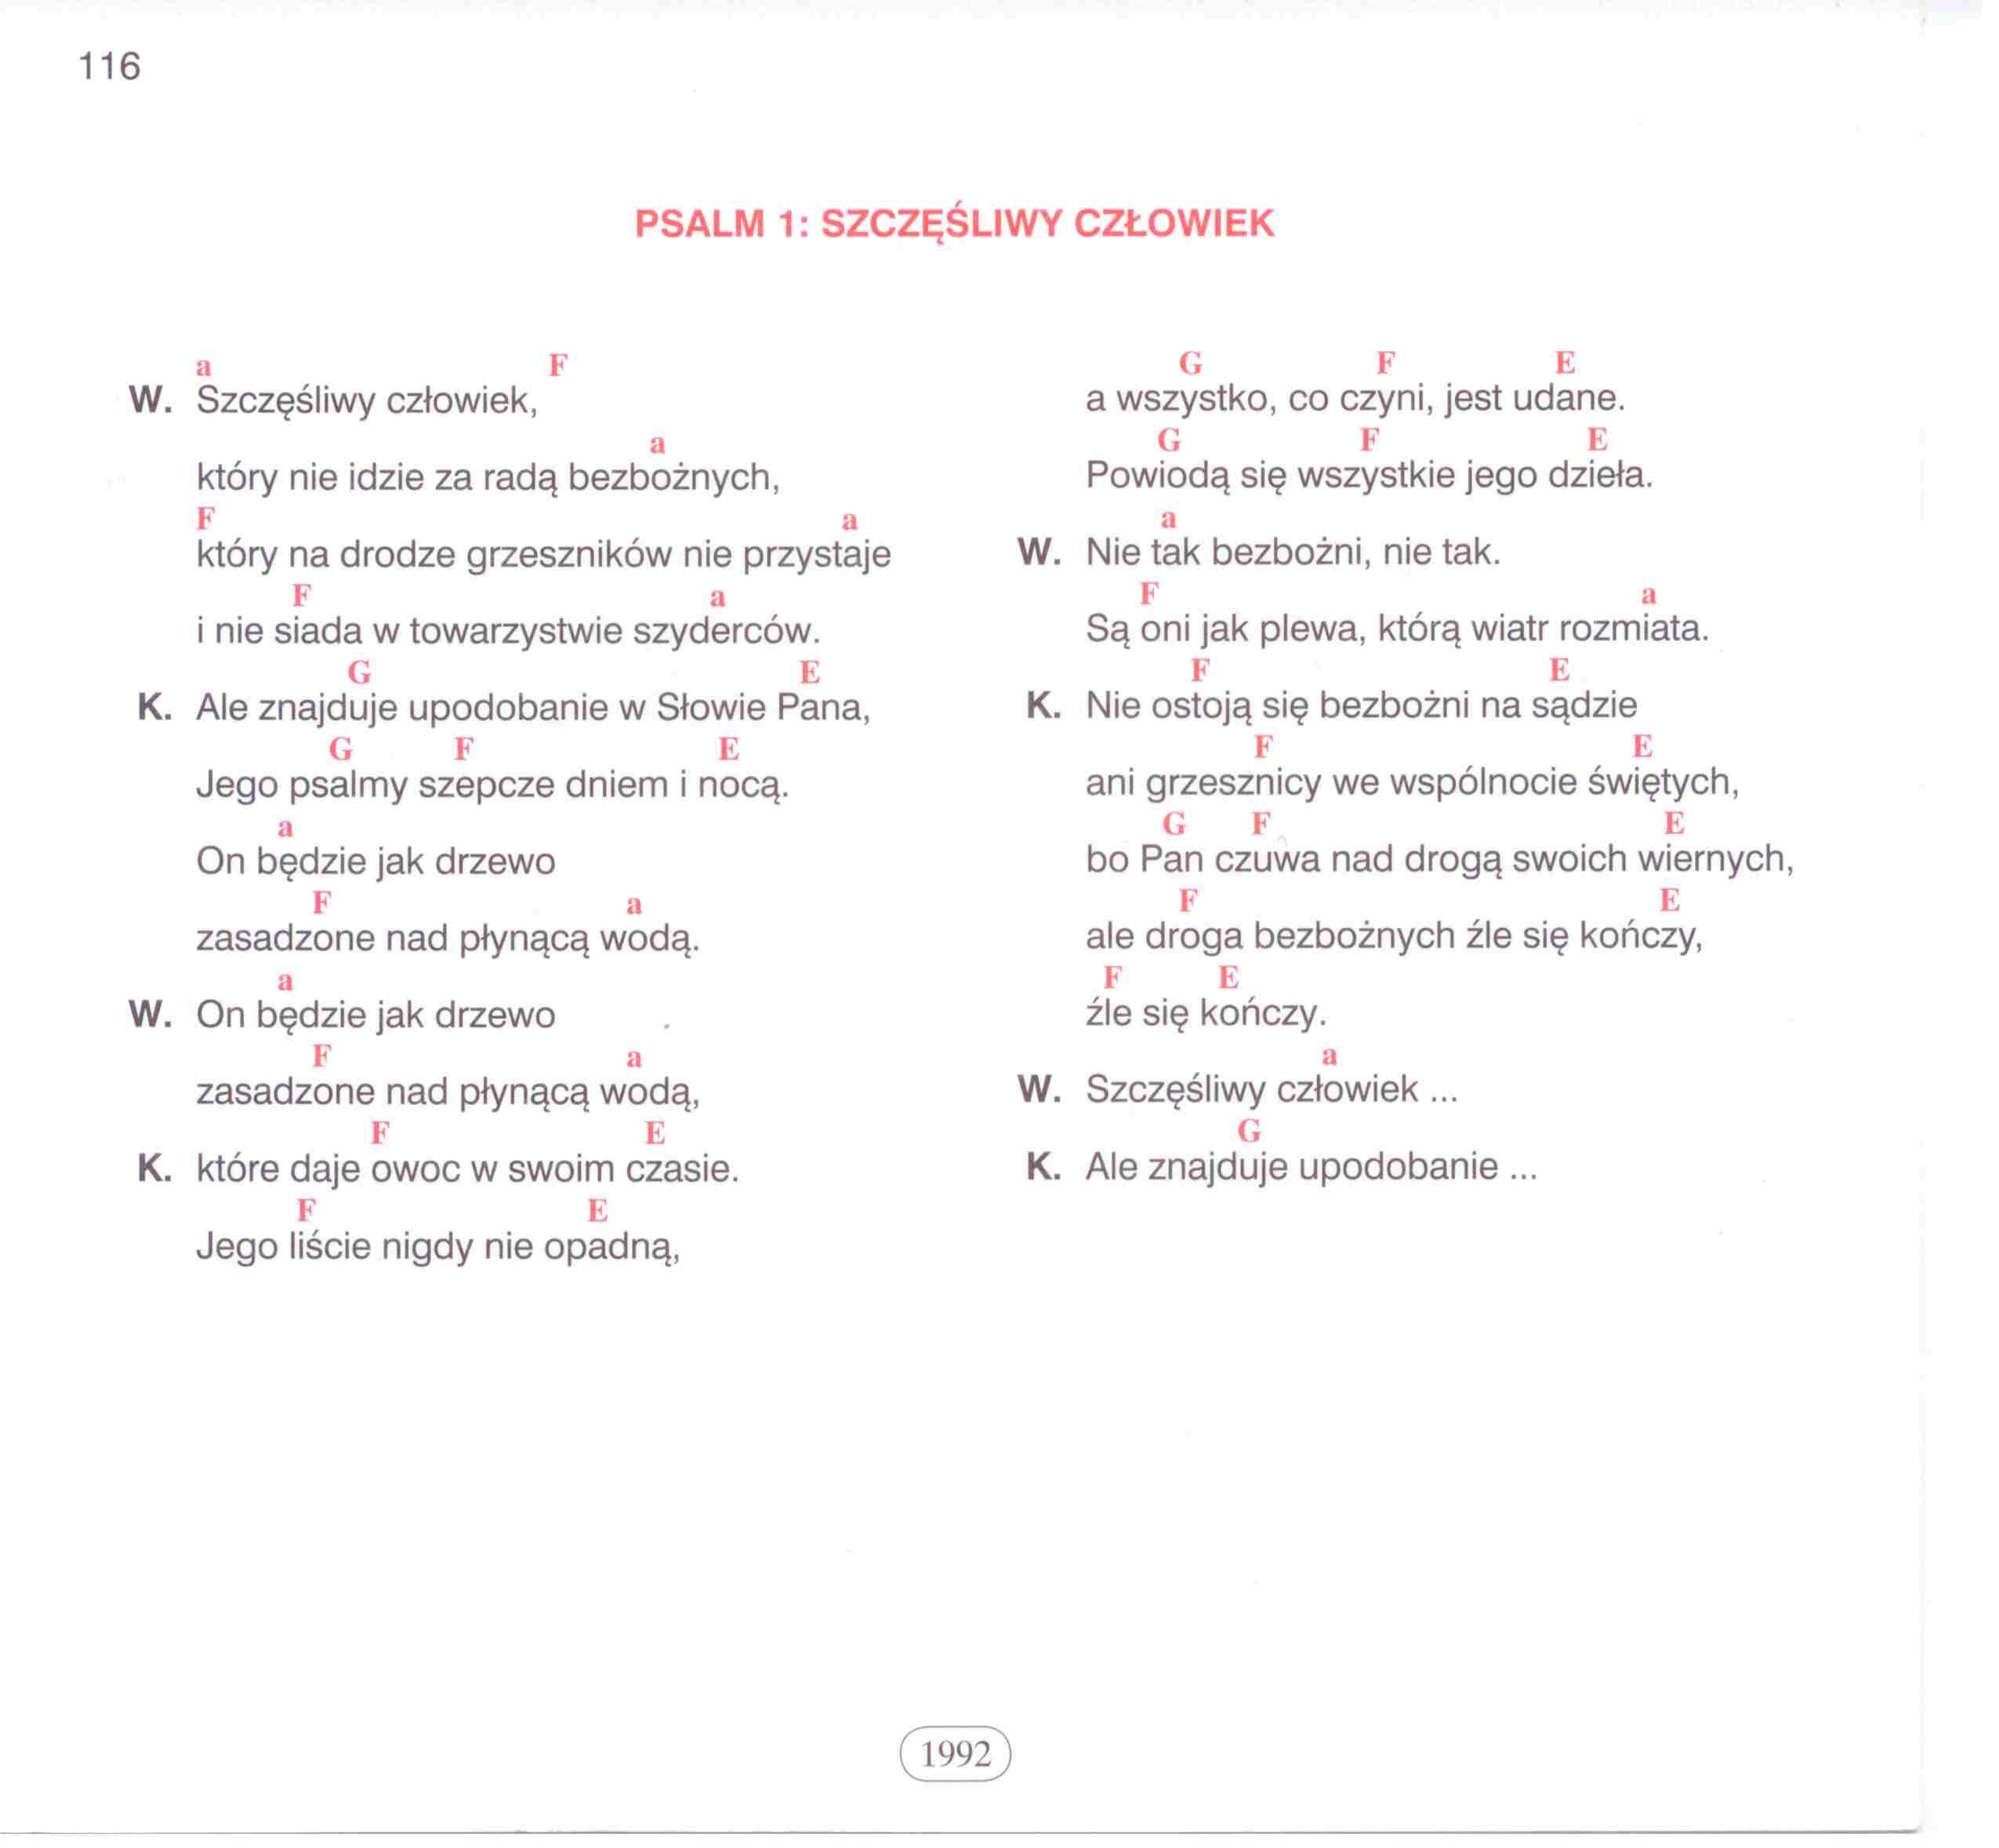 116
PSALM 1: SZCZĘŚLIWY CZŁOWIEK
a F
W. Szczęśliwy człowiek,
a
który nie idzie za radą bezbożnych,
F a
który na drodze grzeszników nie przystaje
F a
i nie siada w towarzystwie szyderców.
G E
K. Ale znajduje upodobanie w Słowie Pana,
G F E
Jego psalmy szepcze dniem i nocą.
a
On będzie jak drzewo
F a
zasadzone nad płynącą wodą.
a
W. On będzie jak drzewo
F a
zasadzone nad płynącą wodą,
F E
K. które daje owoc w swoim czasie.
F E
Jego liście nigdy nie opadną,
G F E
a wszystko, co czyni, jest udane.
G F E
Powiodą się wszystkie jego dzieła.
a
W. Nie tak bezbożni, nie tak.
F a
Są oni jak plewa, którą wiatr rozmiata.
F E
K. Nie ostoją się bezbożni na sądzie
F E
ani grzesznicy we wspólnocie świętych,
G F E
bo Pan czuwa nad drogą swoich wiernych,
F E
ale droga bezbożnych źle się kończy,
F E
źle się kończy.
a
W. Szczęśliwy człowiek ...
G
K. Ale znajduje upodobanie ...
1992